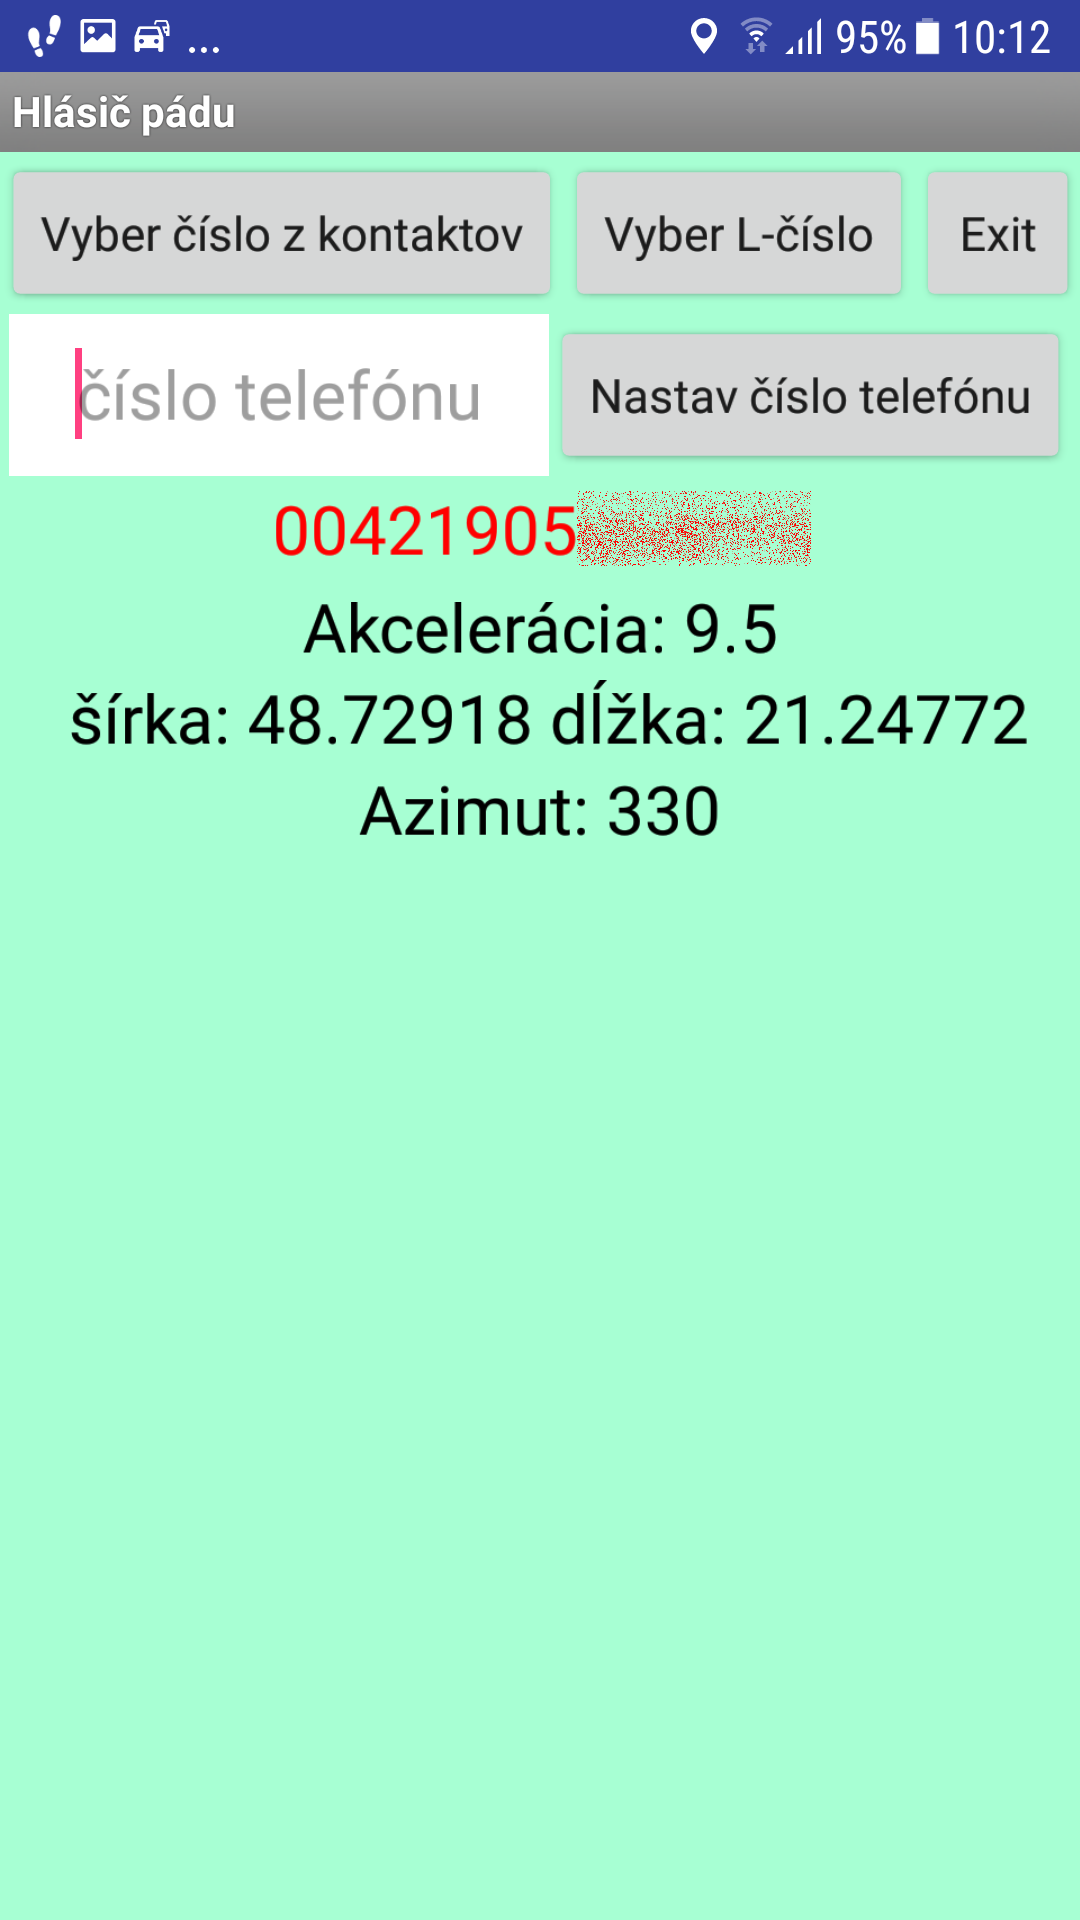 ... 95% 10:12
Hlásič pádu
Vyber číslo z kontaktov Vyber L-číslo Exit
číslo telefónu Nastav číslo telefónu
00421905
Akcelerácia: 9.5
šírka: 48.72918 dĺžka: 21.24772
Azimut: 330